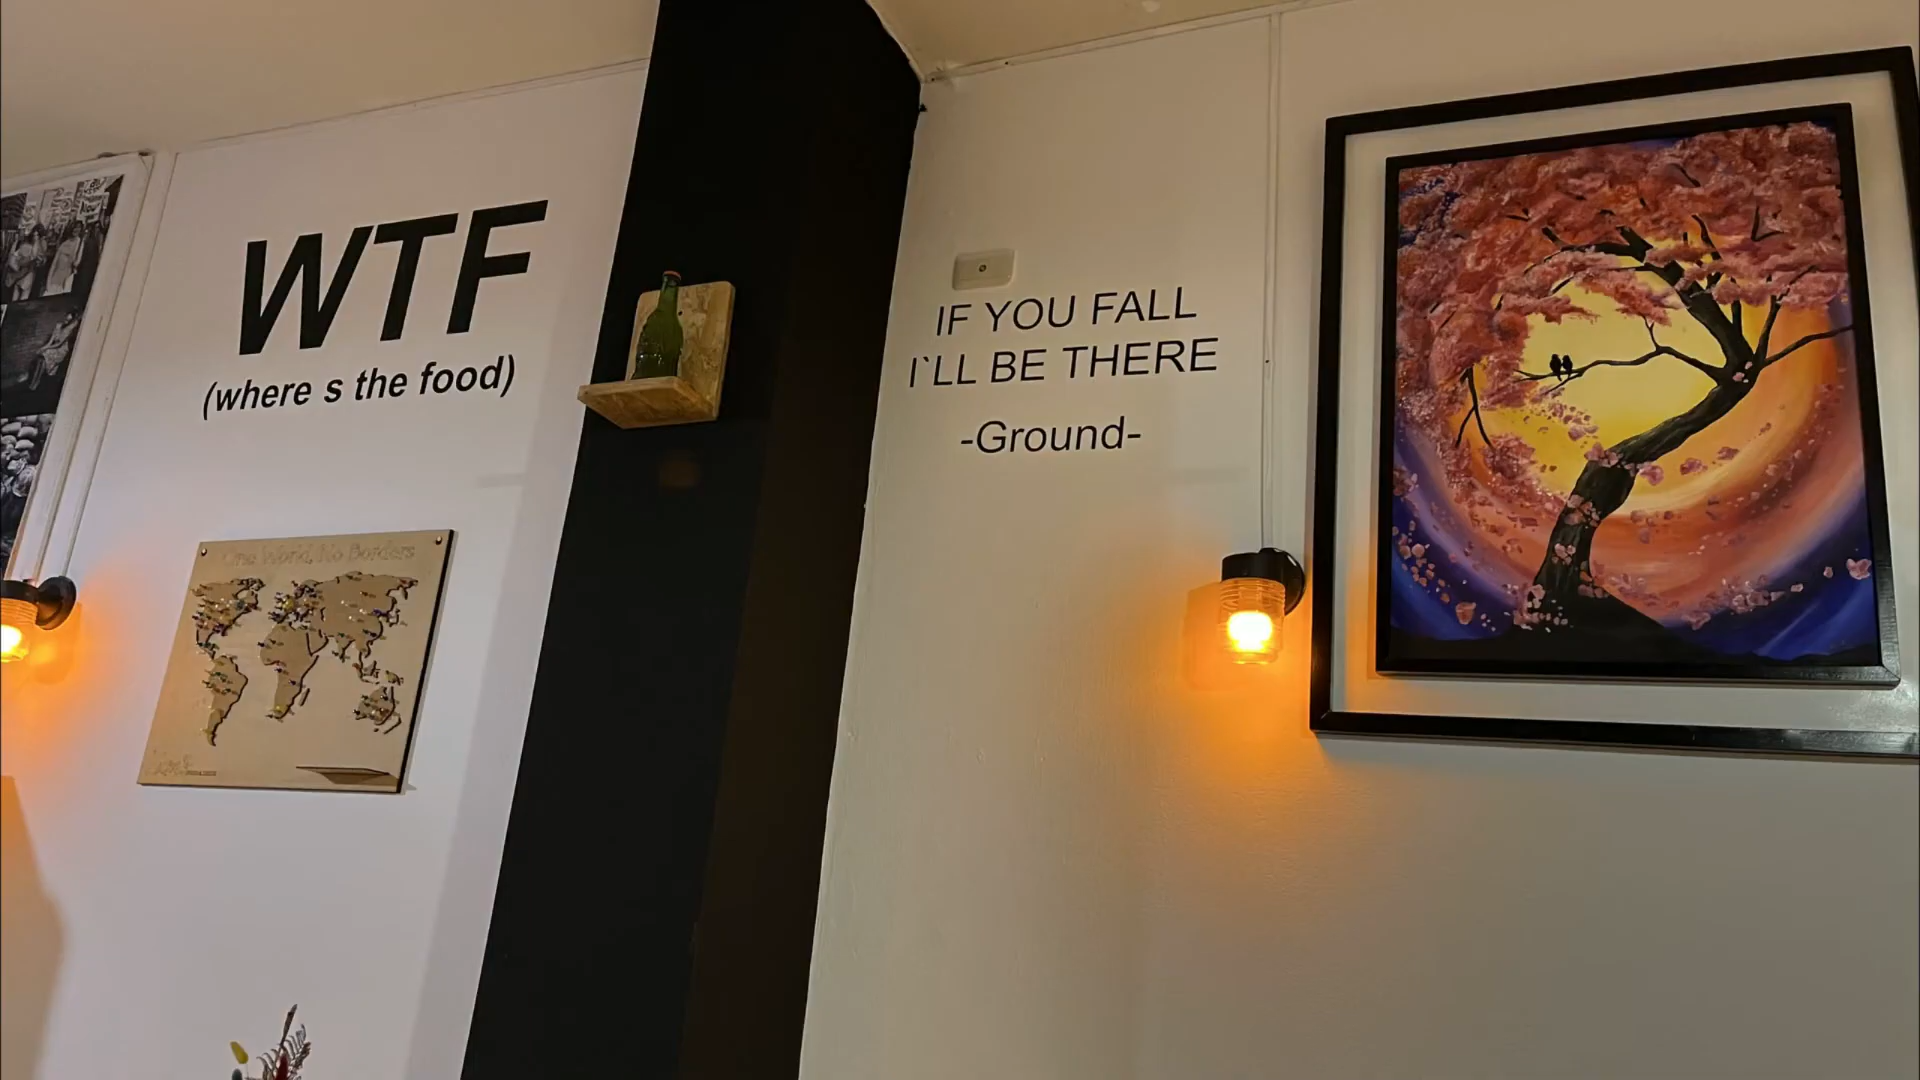 WTF
(where s the food)
One World, No Borders
IF YOU FALL
I`LL BE THERE
-Ground-